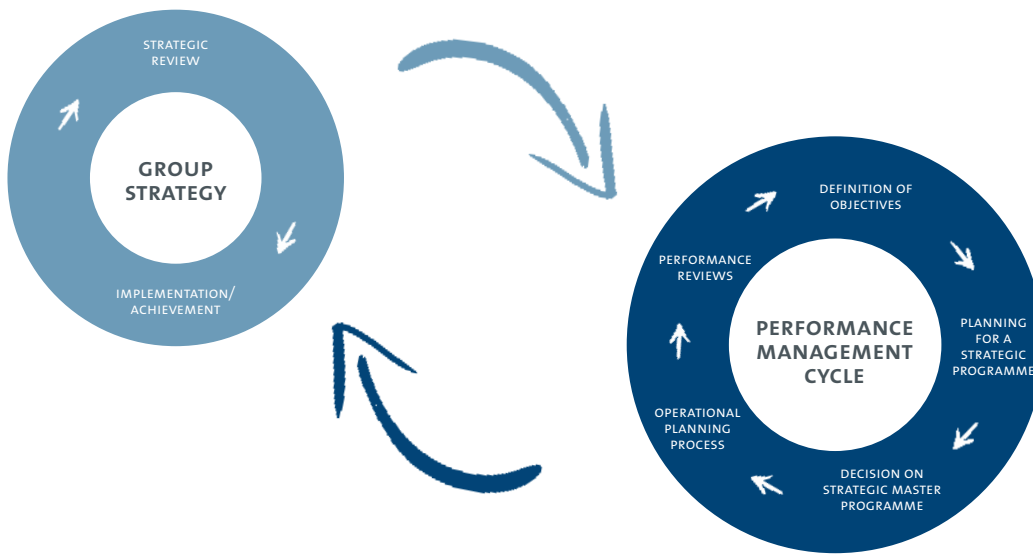 STRATEGIC
REVIEW
GROUP
STRATEGY
IMPLEMENTATION/
ACHIEVEMENT
DEFINITION OF
OBJECTIVES
PLANNING
FOR A
STRATEGIC
PROGRAMME
DECISION ON
STRATEGIC MASTER
PROGRAMME
OPERATIONAL
PLANNING
PROCESS
PERFORMANCE
REVIEWS
PERFORMANCE
MANAGEMENT
CYCLE